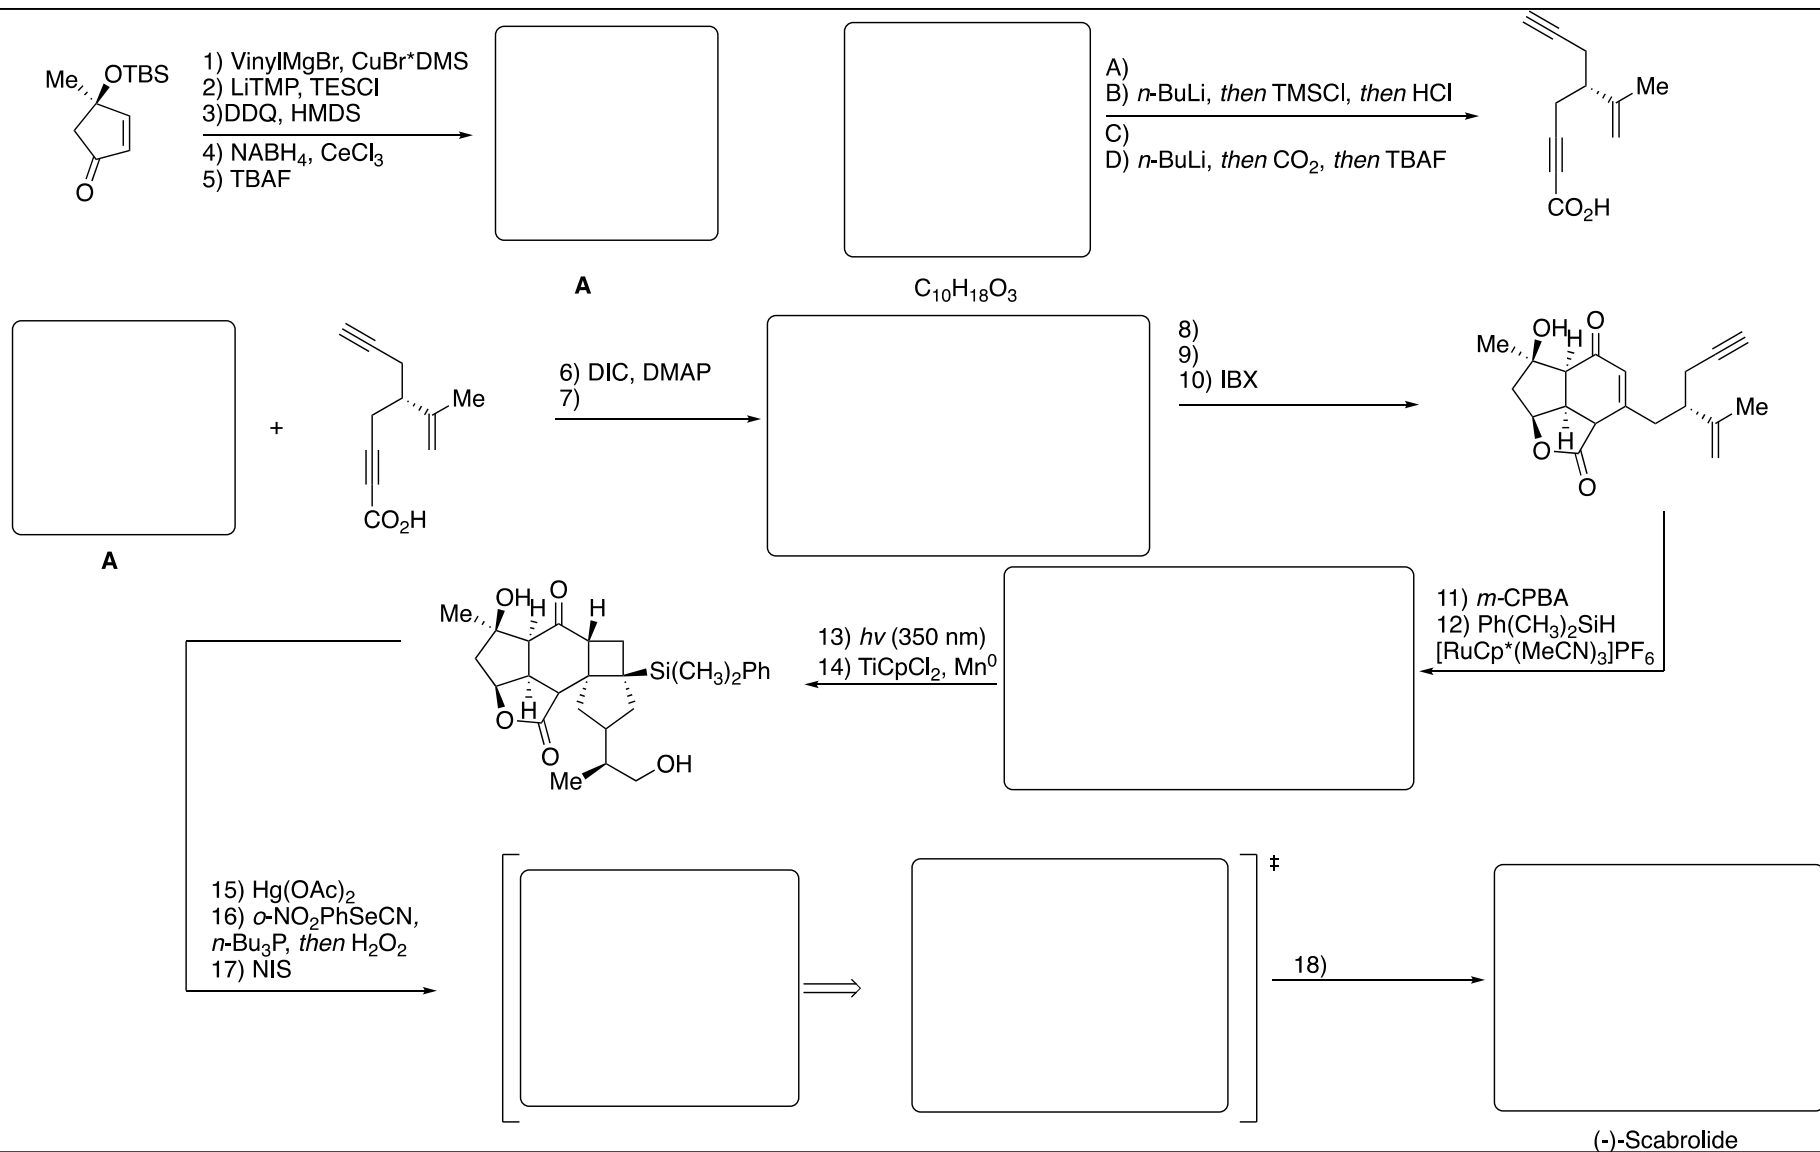 Me
OTBS
O
1) VinylMgBr, CuBr*DMS
2) LiTMP, TESCl
3)DDQ, HMDS
4) NABH4, CeCl3
5) TBAF
A
C10H18O3
A)
B) n-BuLi, then TMSCl, then HCl
C)
D) n-BuLi, then CO2, then TBAF
Me
CO2H
A
+
Me
CO2H
6) DIC, DMAP
7)
8)
9)
10) IBX
Me
OH
H
O
H
O
O
Me
11) m-CPBA
12) Ph(CH3)2SiH
[RuCp*(MeCN)3]PF6
13) hv (350 nm)
14) TiCpCl2, Mn0
Me
OH
H
O
H
Si(CH3)2Ph
H
O
O
Me
OH
15) Hg(OAc)2
16) o-NO2PhSeCN,
n-Bu3P, then H2O2
17) NIS
‡
18)
(-)-Scabrolide